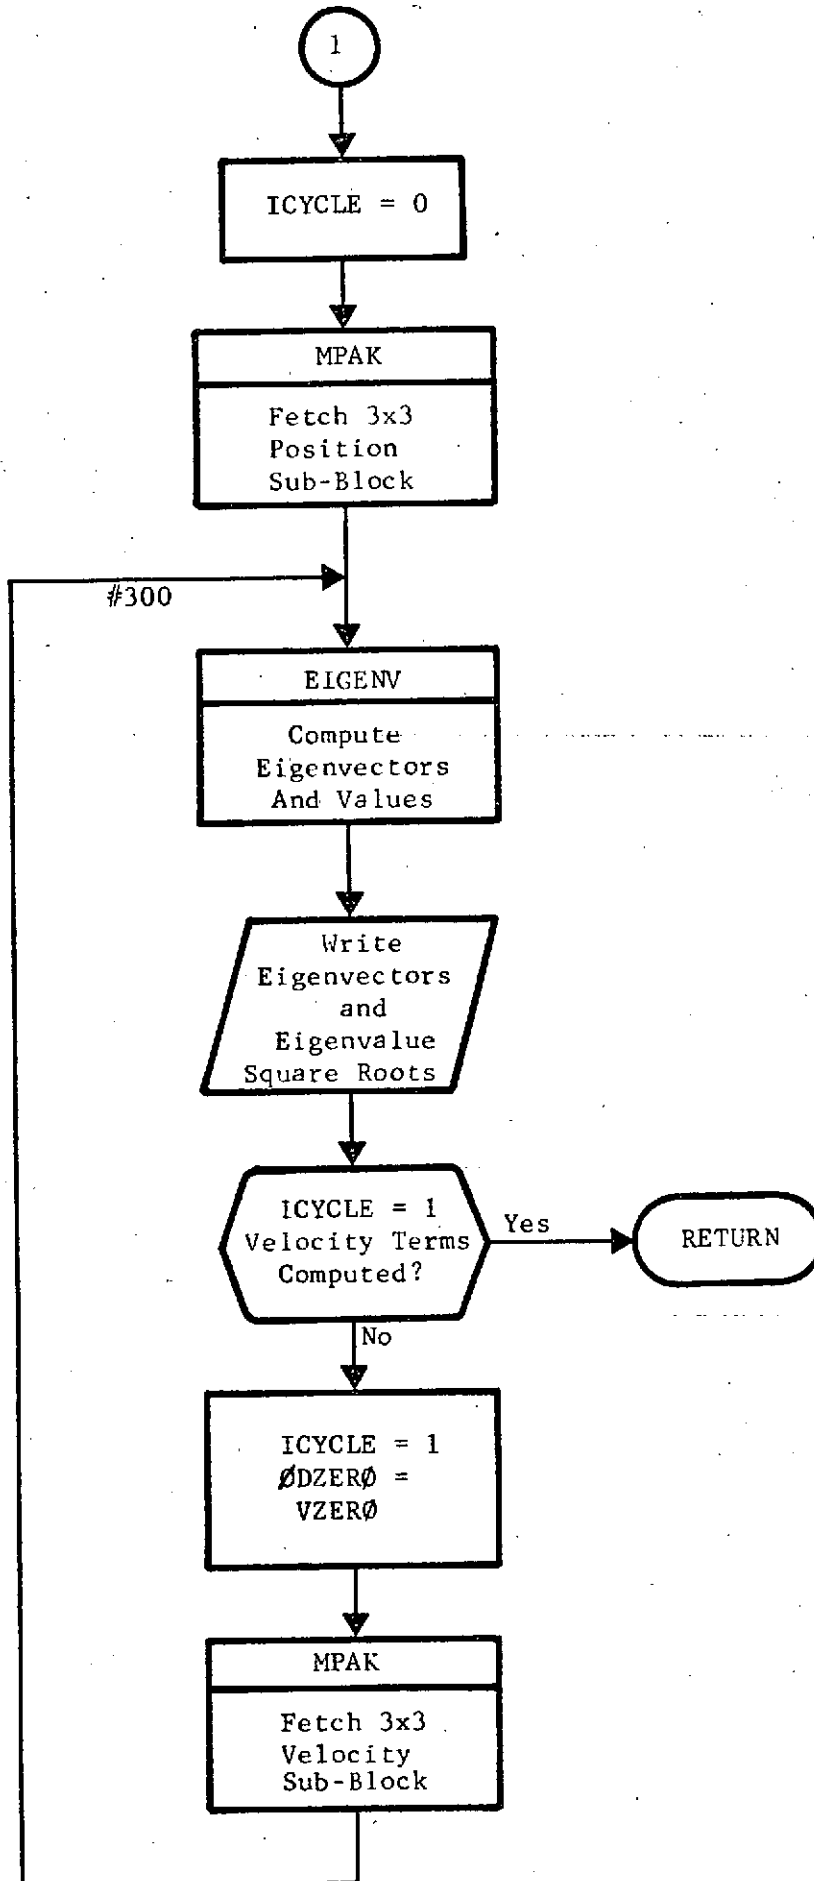 1
ICYCLE = 0
MPAK
Fetch 3x3
Position
Sub-Block
#300
EIGENV
Compute
Eigenvectors
And Values
Write
Eigenvectors
and
Eigenvalue
Square Roots
ICYCLE = 1
Velocity Terms
Computed?
Yes
RETURN
No
ICYCLE = 1
ØDZERØ =
VZERØ
MPAK
Fetch 3x3
Velocity
Sub-Block